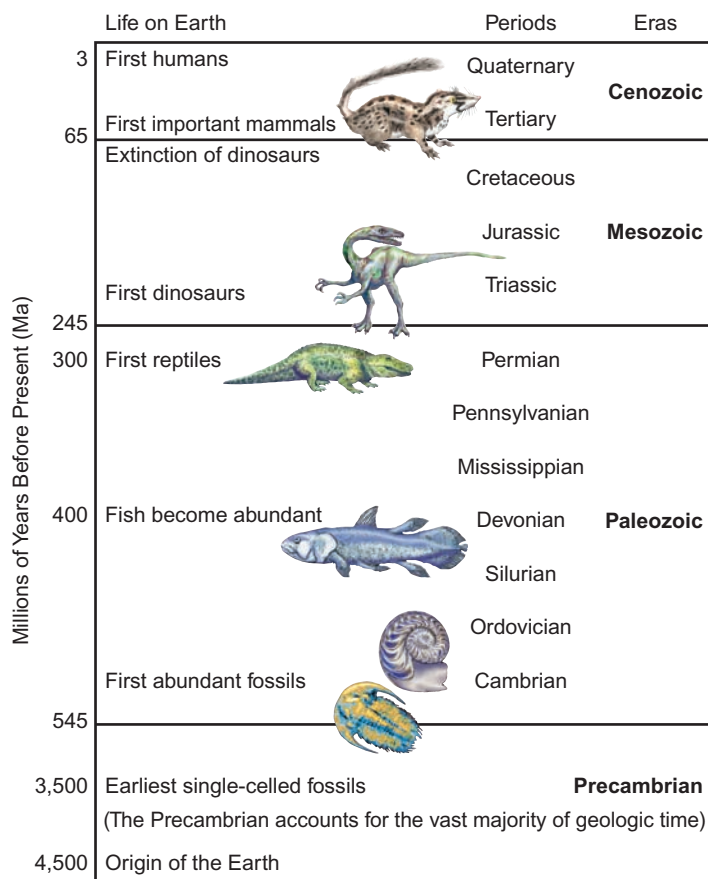 Life on Earth Periods Eras
3 First humans Quaternary
Cenozoic
First important mammals Tertiary
65
Extinction of dinosaurs
Cretaceous
Jurassic Mesozoic
First dinosaurs Triassic
245
300 First reptiles Permian
Pennsylvanian
Mississippian
400 Fish become abundant Devonian Paleozoic
Silurian
Ordovician
First abundant fossils Cambrian
545
3,500 Earliest single-celled fossils Precambrian
(The Precambrian accounts for the vast majority of geologic time)
4,500 Origin of the Earth
Millions of Years Before Present (Ma)